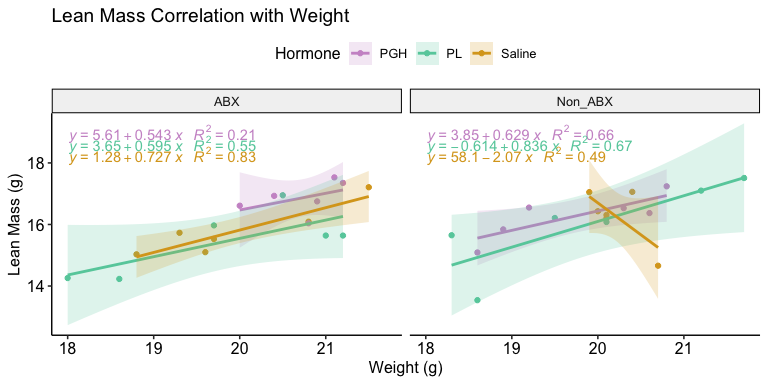 Lean Mass Correlation with Weight
Hormone PGH PL Saline
ABX
Non_ABX
y = 5.61 + 0.543 x R² = 0.21
y = 3.65 + 0.595 x R² = 0.55
y = 1.28 + 0.727 x R² = 0.83
y = 3.85 + 0.629 x R² = 0.66
y = −0.614 + 0.836 x R² = 0.67
y = 58.1 − 2.07 x R² = 0.49
Lean Mass (g)
18
16
14
18 19 20 21
18 19 20 21
Weight (g)